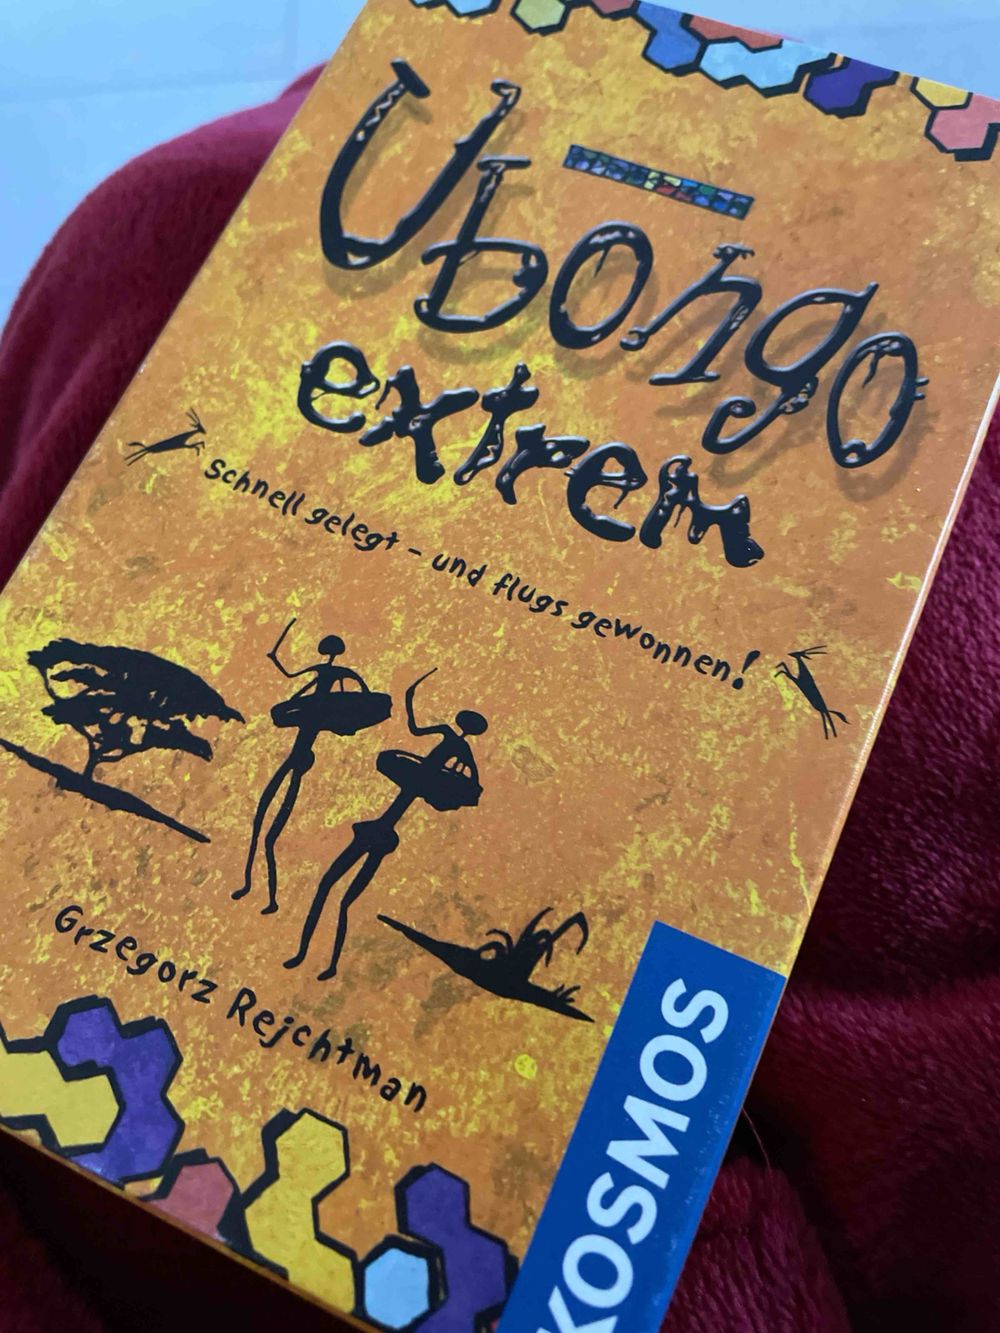 Ubongo
extrem
Schnell gelegt - und flugs gewonnen!
Grzegorz Rejchtman
KOSMOS